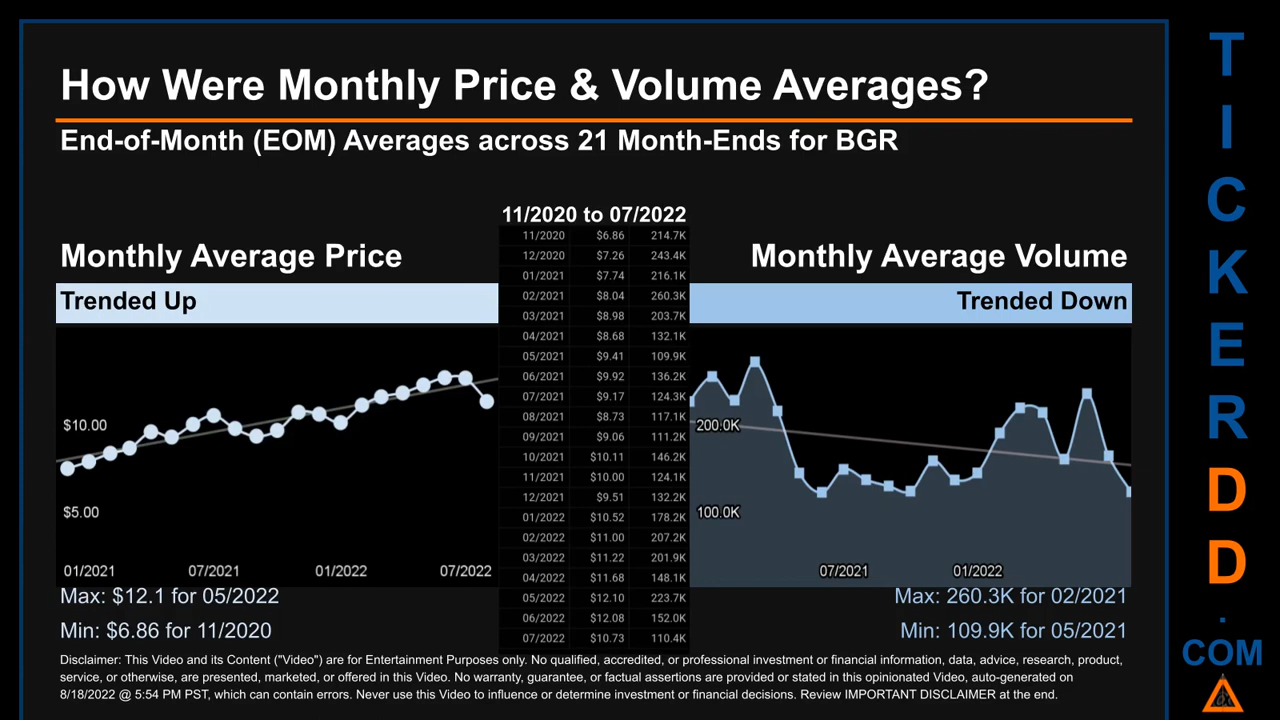 How Were Monthly Price & Volume Averages?
End-of-Month (EOM) Averages across 21 Month-Ends for BGR
11/2020 to 07/2022
Monthly Average Price
Trended Up
$10.00
$5.00
01/2021 07/2021 01/2022 07/2022
Max: $12.1 for 05/2022
Min: $6.86 for 11/2020
11/2020 $6.86 214.7K
12/2020 $7.26 243.4K
01/2021 $7.74 216.1K
02/2021 $8.04 260.3K
03/2021 $8.98 203.7K
04/2021 $8.68 132.1K
05/2021 $9.41 109.9K
06/2021 $9.92 136.2K
07/2021 $9.17 124.3K
08/2021 $8.73 117.1K
09/2021 $9.06 111.2K
10/2021 $10.11 146.2K
11/2021 $10.00 124.1K
12/2021 $9.51 132.2K
01/2022 $10.52 178.2K
02/2022 $11.00 207.2K
03/2022 $11.22 201.9K
04/2022 $11.68 148.1K
05/2022 $12.10 223.7K
06/2022 $12.08 152.0K
07/2022 $10.73 110.4K
Monthly Average Volume
Trended Down
200.0K
100.0K
07/2021 01/2022
Max: 260.3K for 02/2021
Min: 109.9K for 05/2021
Disclaimer: This Video and its Content ("Video") are for Entertainment Purposes only. No qualified, accredited, or professional investment or financial information, data, advice, research, product,
service, or otherwise, are presented, marketed, or offered in this Video. No warranty, guarantee, or factual assertions are provided or stated in this opinionated Video, auto-generated on
8/18/2022 @ 5:54 PM PST, which can contain errors. Never use this Video to influence or determine investment or financial decisions. Review IMPORTANT DISCLAIMER at the end.
T
I
C
K
E
R
D
D
.
COM